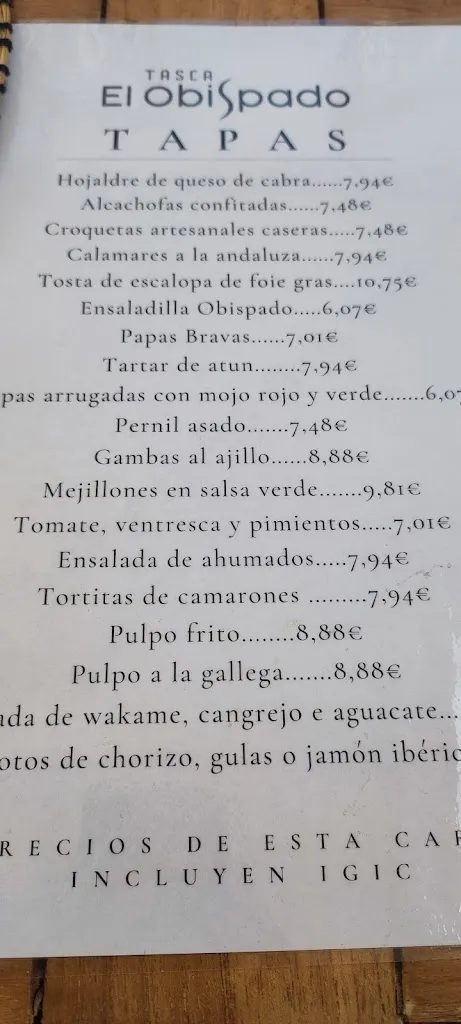 TASCA
El Obispado
TAPAS
Hojaldre de queso de cabra......7,94€
Alcachofas confitadas......7,48€
Croquetas artesanales caseras.....7,48€
Calamares a la andaluza......7,94€
Tosta de escalopa de foie gras....10,75€
Ensaladilla Obispado.....6,07€
Papas Bravas......7,01€
Tartar de atun........7,94€
pas arrugadas con mojo rojo y verde.......6,07
Pernil asado.......7,48€
Gambas al ajillo......8,88€
Mejillones en salsa verde.......9,81€
Tomate, ventresca y pimientos.....7,01€
Ensalada de ahumados.....7,94€
Tortitas de camarones .........7,94€
Pulpo frito........8,88€
Pulpo a la gallega.......8,88€
ada de wakame, cangrejo e aguacate...
otos de chorizo, gulas o jamón ibéric
RECIOS DE ESTA CAR
INCLUYEN IGIC